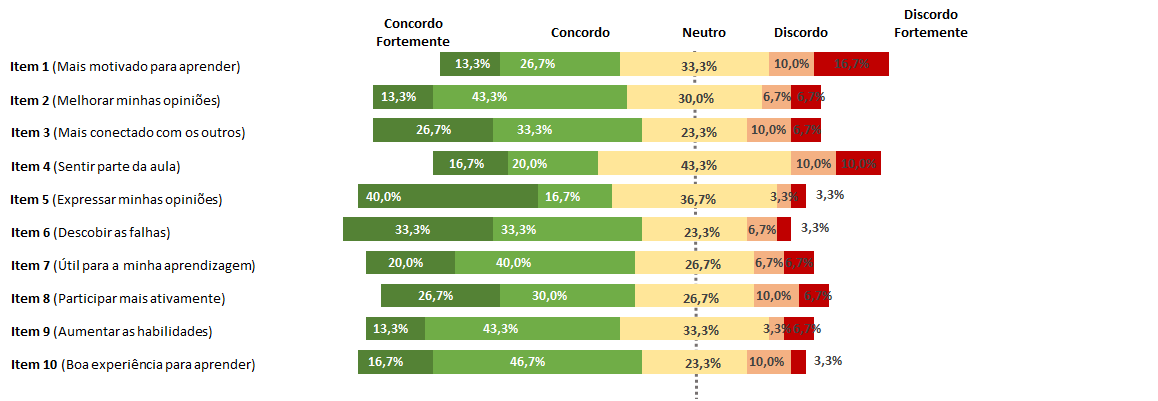 Concordo Fortemente Concordo Neutro Discordo Discordo Fortemente
Item 1 (Mais motivado para aprender) 13,3% 26,7% 33,3% 10,0% 16,7%
Item 2 (Melhorar minhas opiniões) 13,3% 43,3% 30,0% 6,7% 6,7%
Item 3 (Mais conectado com os outros) 26,7% 33,3% 23,3% 10,0% 6,7%
Item 4 (Sentir parte da aula) 16,7% 20,0% 43,3% 10,0% 10,0%
Item 5 (Expressar minhas opiniões) 40,0% 16,7% 36,7% 3,3% 3,3%
Item 6 (Descobir as falhas) 33,3% 33,3% 23,3% 6,7% 3,3%
Item 7 (Útil para a minha aprendizagem) 20,0% 40,0% 26,7% 6,7% 6,7%
Item 8 (Participar mais ativamente) 26,7% 30,0% 26,7% 10,0% 6,7%
Item 9 (Aumentar as habilidades) 13,3% 43,3% 33,3% 3,3% 6,7%
Item 10 (Boa experiência para aprender) 16,7% 46,7% 23,3% 10,0% 3,3%